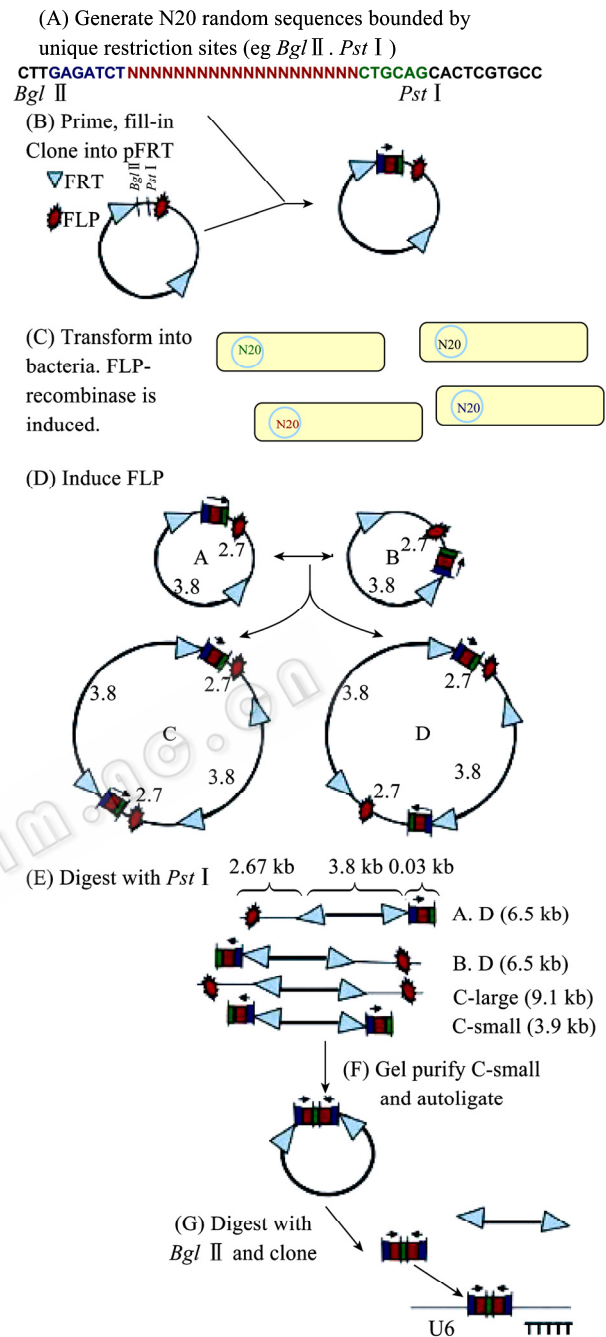 (A) Generate N20 random sequences bounded by
unique restriction sites (eg Bgl Ⅱ . Pst Ⅰ )
CTTGAGATCTNNNNNNNNNNNNNNNNNNNNCTGCAGCACTCGTGCC
Bgl Ⅱ Pst Ⅰ
(B) Prime, fill-in
Clone into pFRT
Bgl Ⅱ
Pst Ⅰ
FRT
FLP
(C) Transform into
bacteria. FLP-
recombinase is
induced.
N20
N20
N20
N20
(D) Induce FLP
A 2.7
3.8
B 2.7
3.8
3.8 2.7
C
3.8
2.7
3.8 2.7
D
3.8
2.7
(E) Digest with Pst Ⅰ
2.67 kb 3.8 kb 0.03 kb
A. D (6.5 kb)
B. D (6.5 kb)
C-large (9.1 kb)
C-small (3.9 kb)
(F) Gel purify C-small
and autoligate
(G) Digest with
Bgl Ⅱ and clone
U6
TTTT